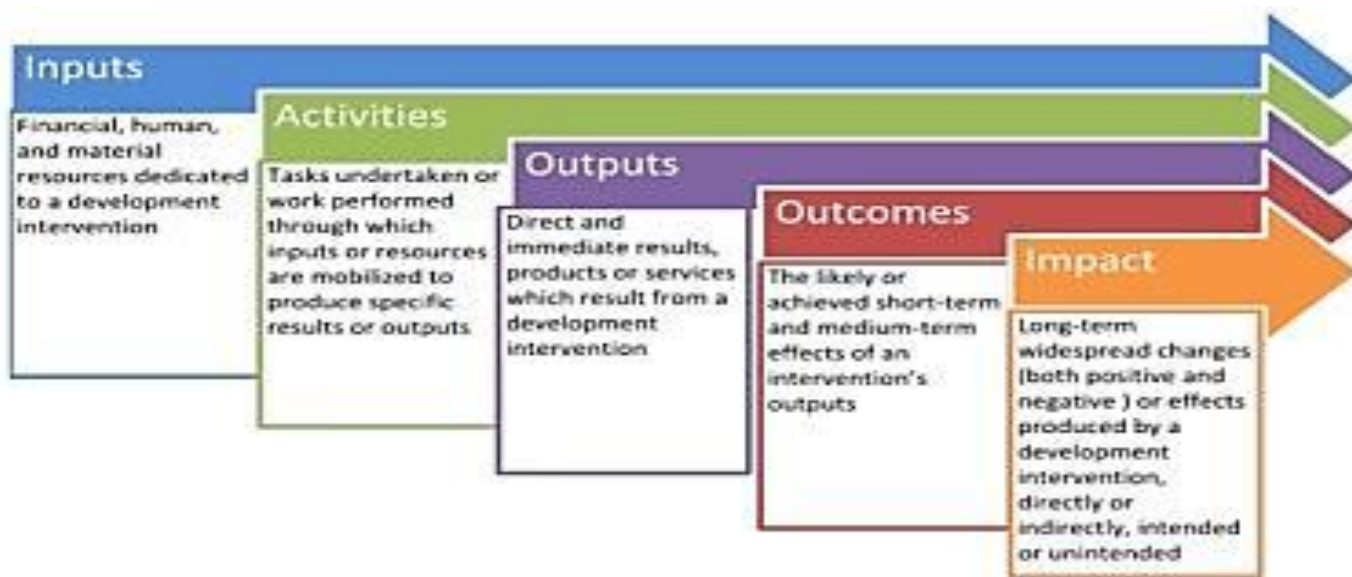 Inputs
Financial, human,
and material
resources dedicated
to a development
intervention
Activities
Tasks undertaken or
work performed
through which
inputs or resources
are mobilized to
produce specific
results or outputs
Outputs
Direct and
immediate results,
products or services
which result from a
development
intervention
Outcomes
The likely or
achieved short-term
and medium-term
effects of an
intervention's
outputs
Impact
Long-term
widespread changes
(both positive and
negative ) or effects
produced by a
development
intervention,
directly or
indirectly, intended
or unintended